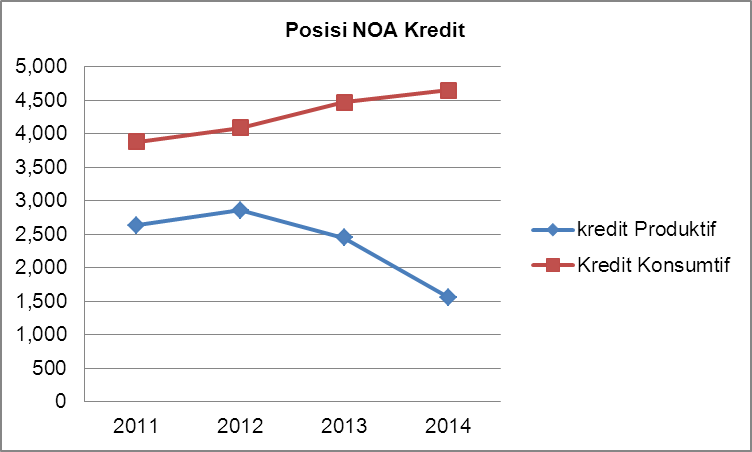 Posisi NOA Kredit
5,000
4,500
4,000
3,500
3,000
2,500
2,000
1,500
1,000
500
0
2011 2012 2013 2014
kredit Produktif
Kredit Konsumtif